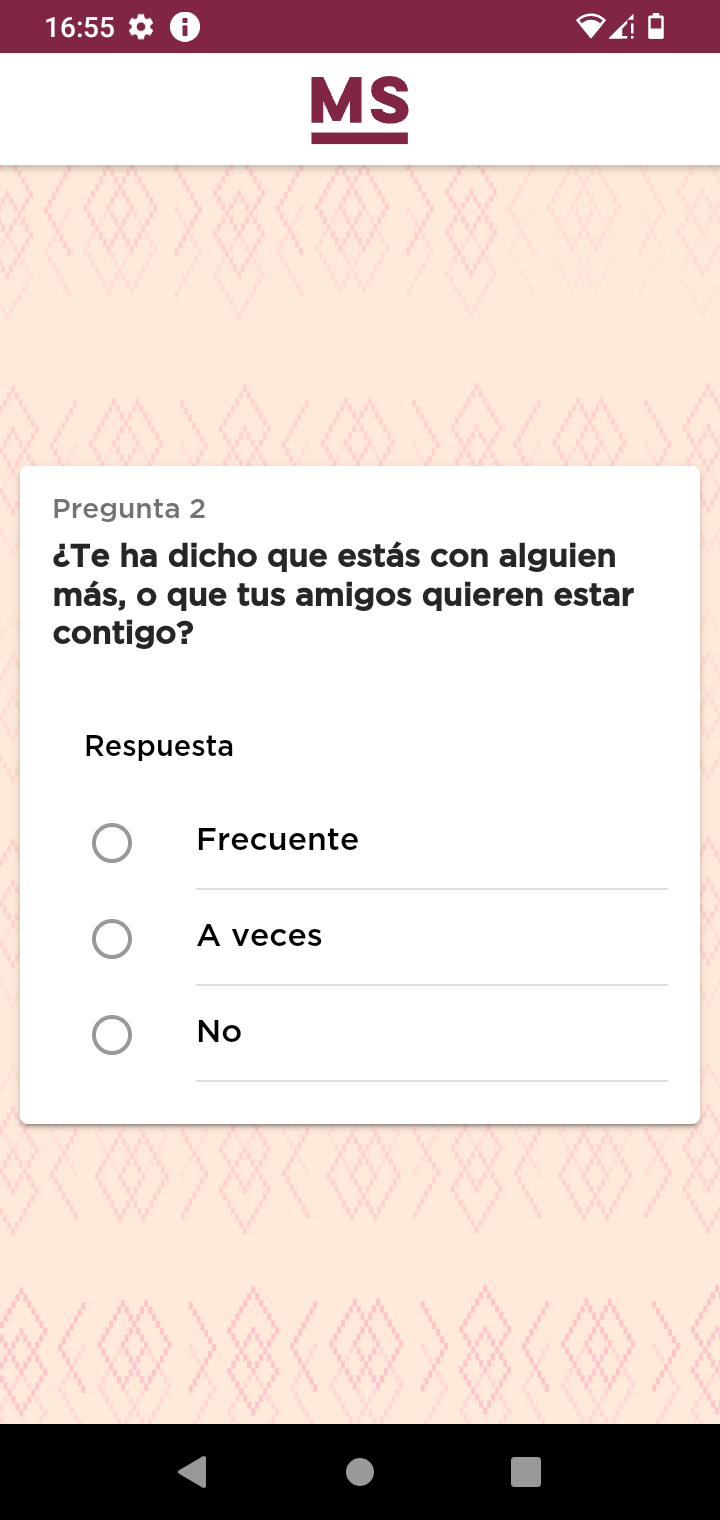 16:55
MS
Pregunta 2
¿Te ha dicho que estás con alguien
más, o que tus amigos quieren estar
contigo?
Respuesta
Frecuente
A veces
No